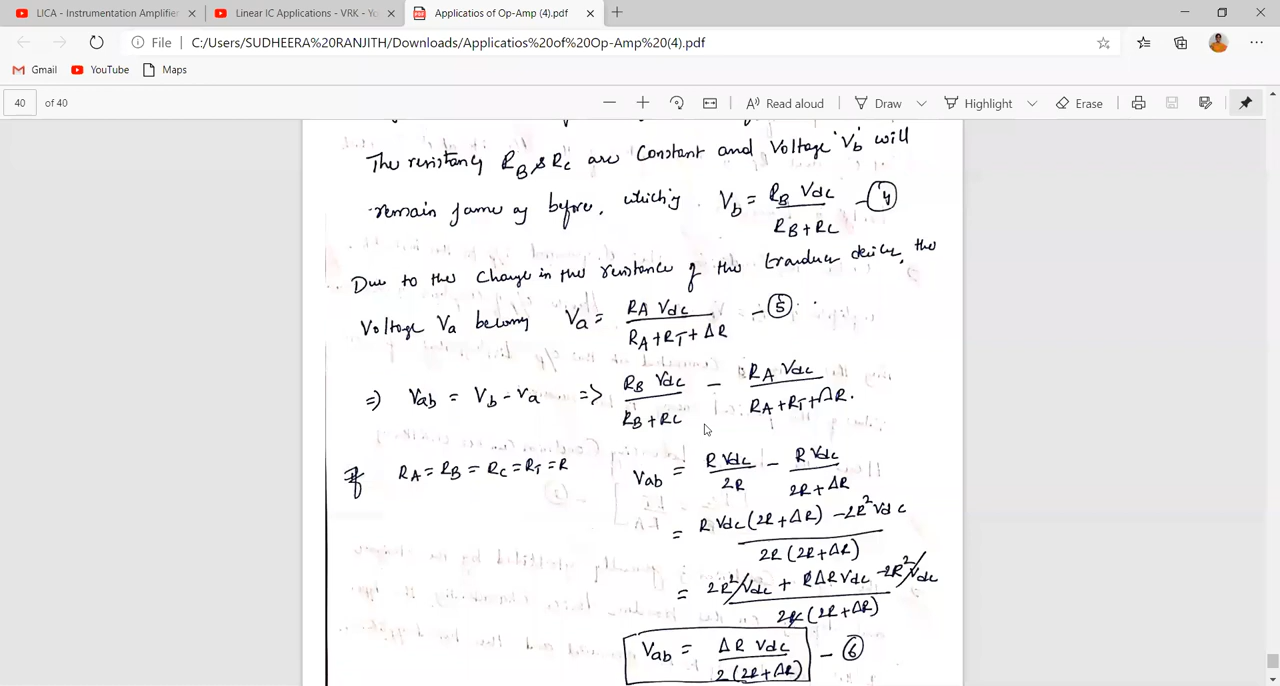 LICA - Instrumentation Amplifier
Linear IC Applications - VRK - Yo
Applicatios of Op-Amp (4).pdf
File
C:/Users/SUDHEERA%20RANJITH/Downloads/Applicatios%20of%20Op-Amp%20(4).pdf
Gmail YouTube Maps
40 of 40
Read aloud Draw Highlight Erase
The resistancy RB & RC are Constant and Voltage 'Vb' will
remain same as before, which is Vb = RB Vdc / RB + RC - (4)
Due to the Change in the resistance of the transducer device, the
Voltage Va becomes Va = RA Vdc / RA + RT + ΔR - (5)
=> Vab = Vb - Va => RB Vdc / RB + RC - RA Vdc / RA + RT + ΔR.
If RA = RB = RC = RT = R Vab = R Vdc / 2R - R Vdc / 2R + ΔR
= R Vdc (2R + ΔR) - 2R² Vdc / 2R (2R + ΔR)
= 2R² Vdc + RΔR Vdc - 2R² Vdc / 2R (2R + ΔR)
Vab = ΔR Vdc / 2 (2R + ΔR) - (6)